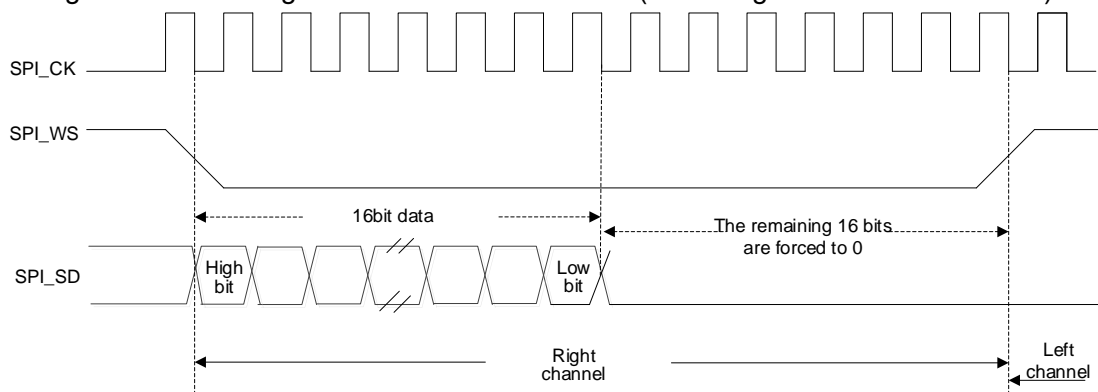 SPI_CK
SPI_WS
16bit data
The remaining 16 bits
are forced to 0
SPI_SD
High
bit
Low
bit
Right
channel
Left
channel